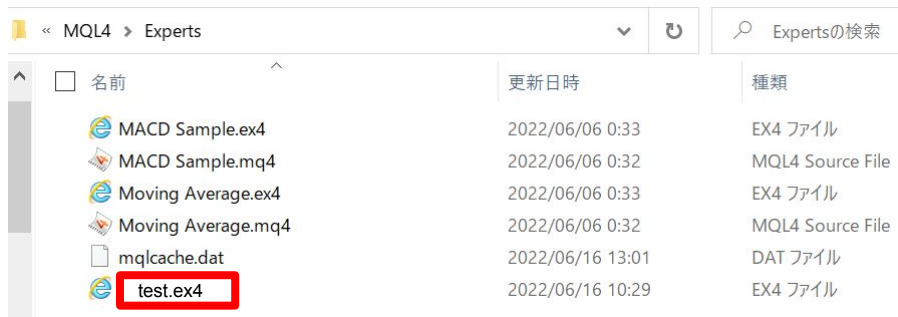 « MQL4 > Experts Expertsの検索
名前 更新日時 種類
MACD Sample.ex4 2022/06/06 0:33 EX4 ファイル
MACD Sample.mq4 2022/06/06 0:32 MQL4 Source File
Moving Average.ex4 2022/06/06 0:33 EX4 ファイル
Moving Average.mq4 2022/06/06 0:32 MQL4 Source File
mqlcache.dat 2022/06/16 13:01 DAT ファイル
test.ex4 2022/06/16 10:29 EX4 ファイル